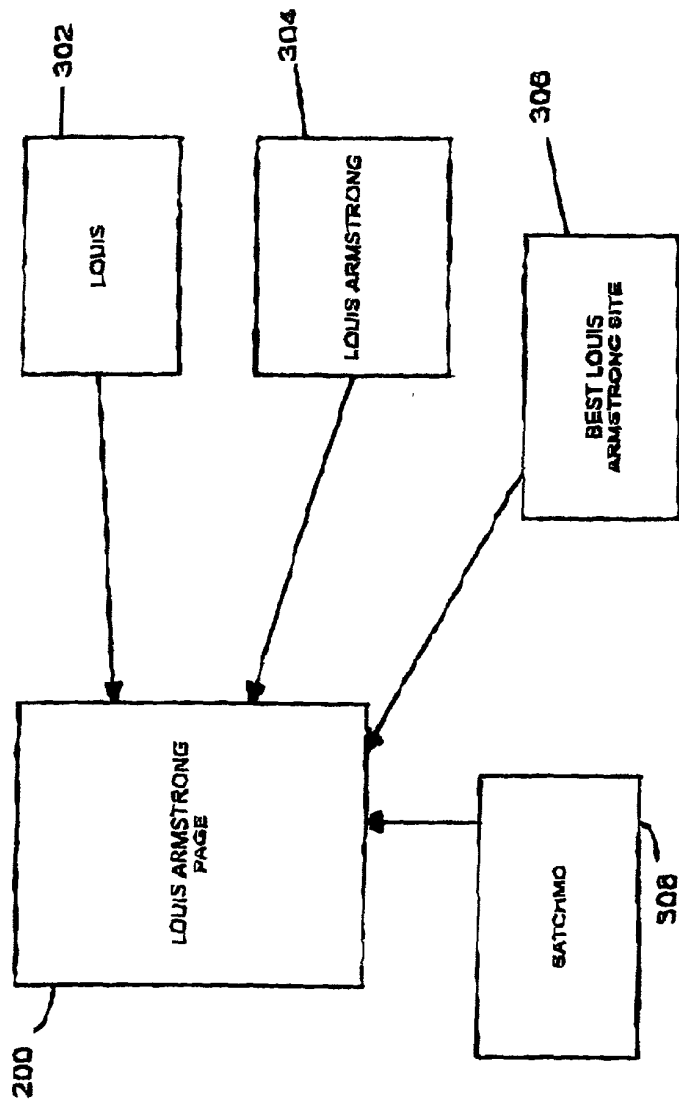 200
LOUIS ARMSTRONG
PAGE
LOUIS
302
LOUIS ARMSTRONG
304
BEST LOUIS
ARMSTRONG SITE
306
SATCHMO
308